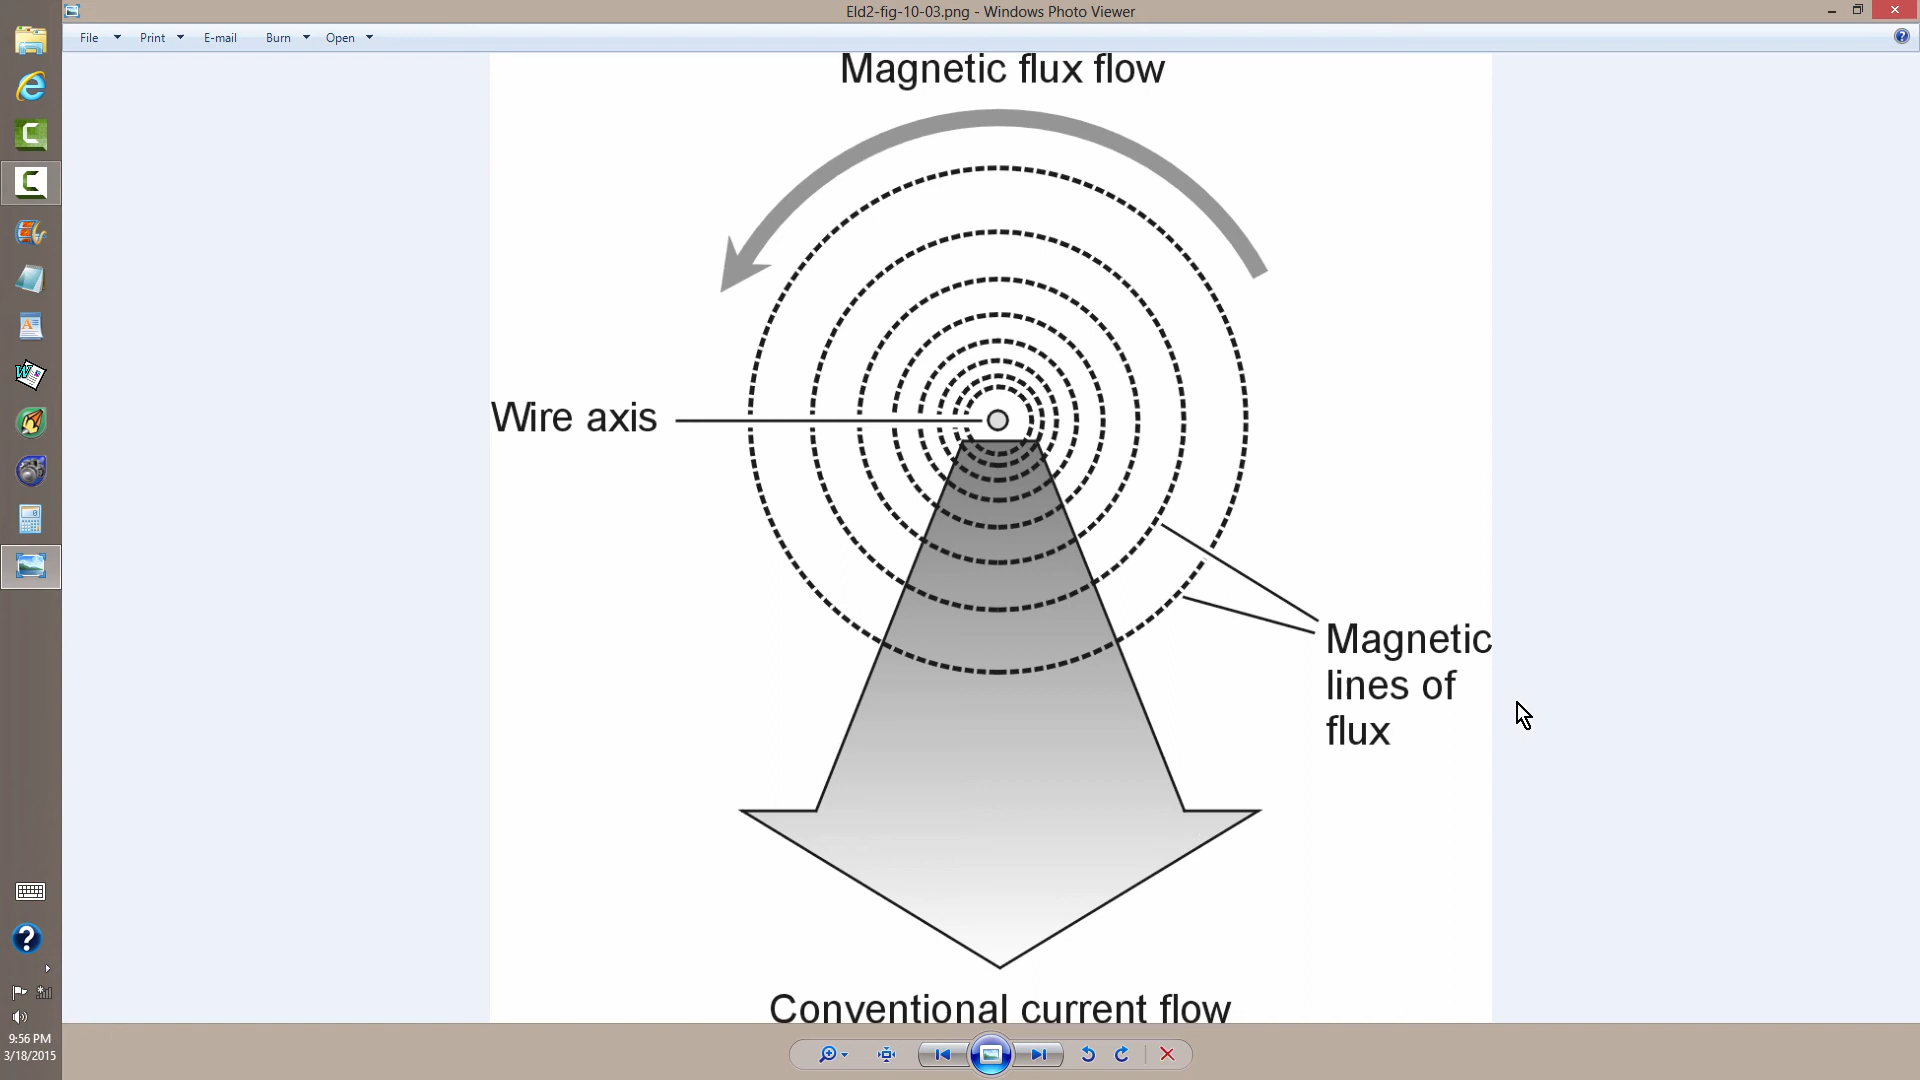 Eld2-fig-10-03.png - Windows Photo Viewer
File Print E-mail Burn Open
Magnetic flux flow
Wire axis
Magnetic
lines of
flux
Conventional current flow
9:56 PM
3/18/2015